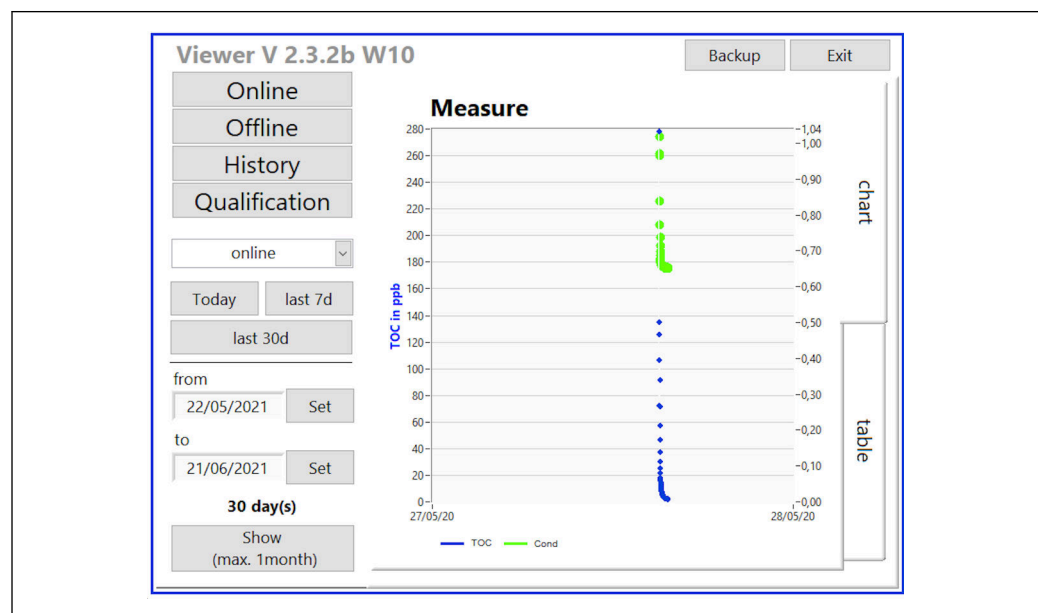 Viewer V 2.3.2b W10
Backup
Exit
Online
Offline
History
Qualification
online
Today
last 7d
last 30d
from
22/05/2021
Set
to
21/06/2021
Set
30 day(s)
Show
(max. 1month)
Measure
TOC in ppb
280
260
240
220
200
180
160
140
120
100
80
60
40
20
0
1,04
1,00
0,90
0,80
0,70
0,60
0,50
0,40
0,30
0,20
0,10
0,00
27/05/20
28/05/20
TOC
Cond
chart
table